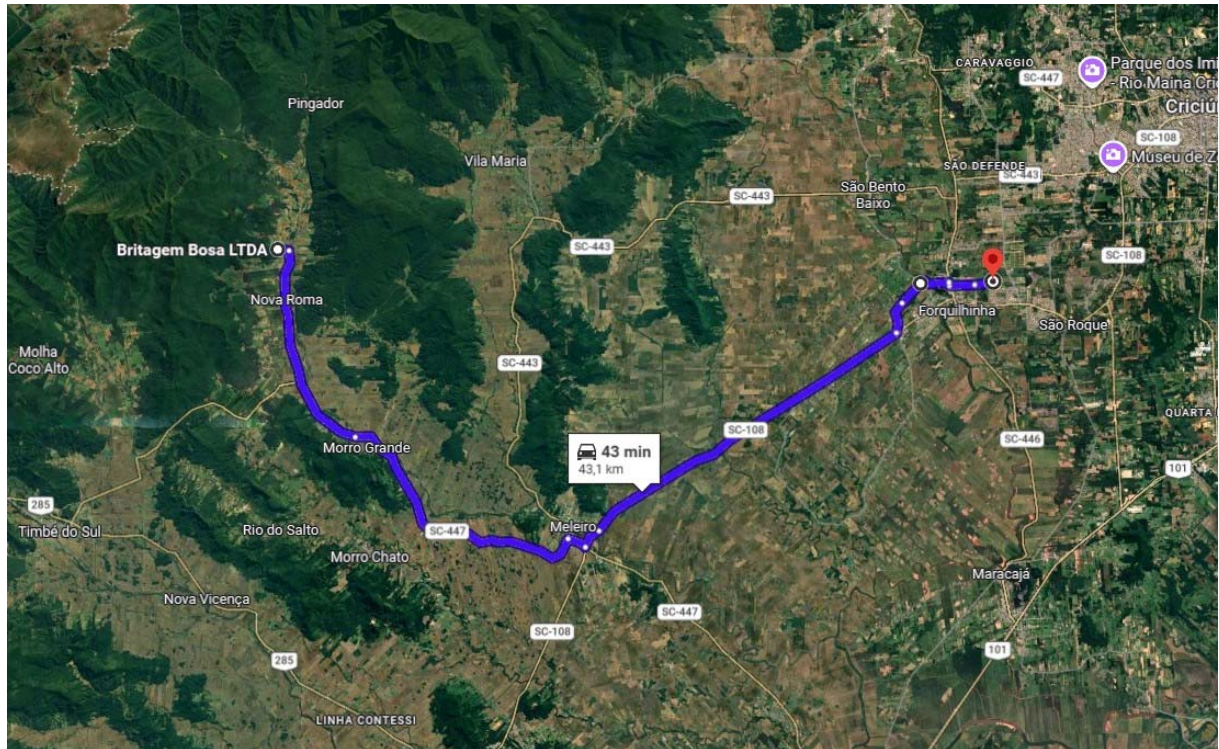 CARAVAGGIO
SC-447
Parque dos Imi
- Rio Maina Cric
Criciú
Pingador
SC-108
Museu de Z
Vila Maria
SÃO DEFENDE
SC-443
São Bento
Baixo
SC-443
SC-443
Britagem Bosa LTDA
SC-108
Nova Roma
Forquilhinha
São Roque
Molha
Coco Alto
SC-443
QUARTA
SC-108
SC-446
Morro Grande
43 min
43,1 km
101
285
Timbé do Sul
Rio do Salto
SC-447
Meleiro
Morro Chato
Maracajá
Nova Vicença
SC-447
SC-108
101
285
LINHA CONTESSI